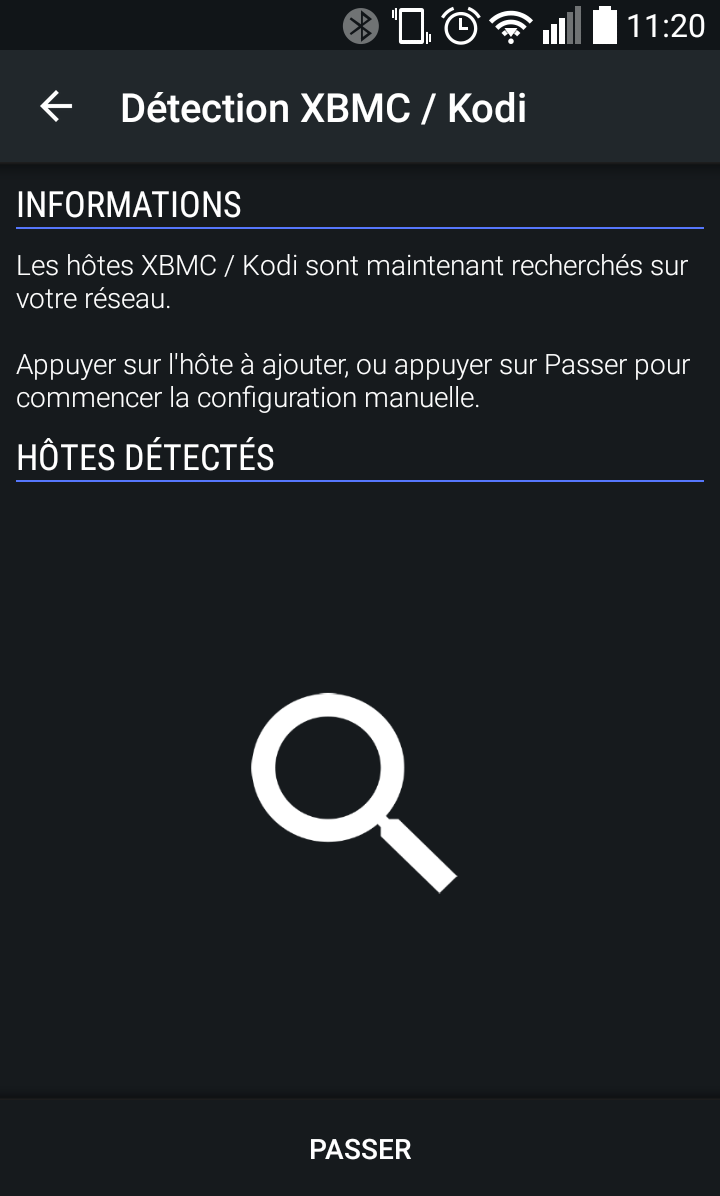 11:20
Détection XBMC / Kodi
INFORMATIONS
Les hôtes XBMC / Kodi sont maintenant recherchés sur
votre réseau.
Appuyer sur l'hôte à ajouter, ou appuyer sur Passer pour
commencer la configuration manuelle.
HÔTES DÉTECTÉS
PASSER